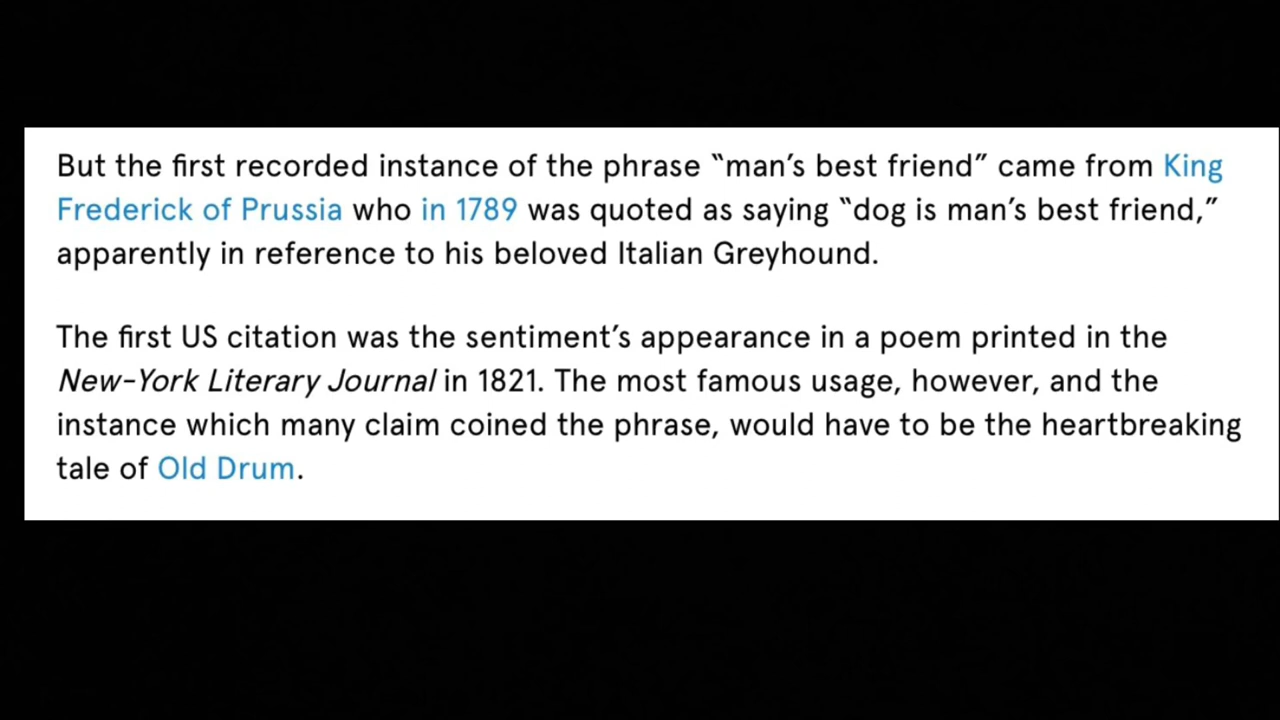 But the first recorded instance of the phrase “man’s best friend” came from King
Frederick of Prussia who in 1789 was quoted as saying “dog is man’s best friend,”
apparently in reference to his beloved Italian Greyhound.
The first US citation was the sentiment’s appearance in a poem printed in the
New-York Literary Journal in 1821. The most famous usage, however, and the
instance which many claim coined the phrase, would have to be the heartbreaking
tale of Old Drum.